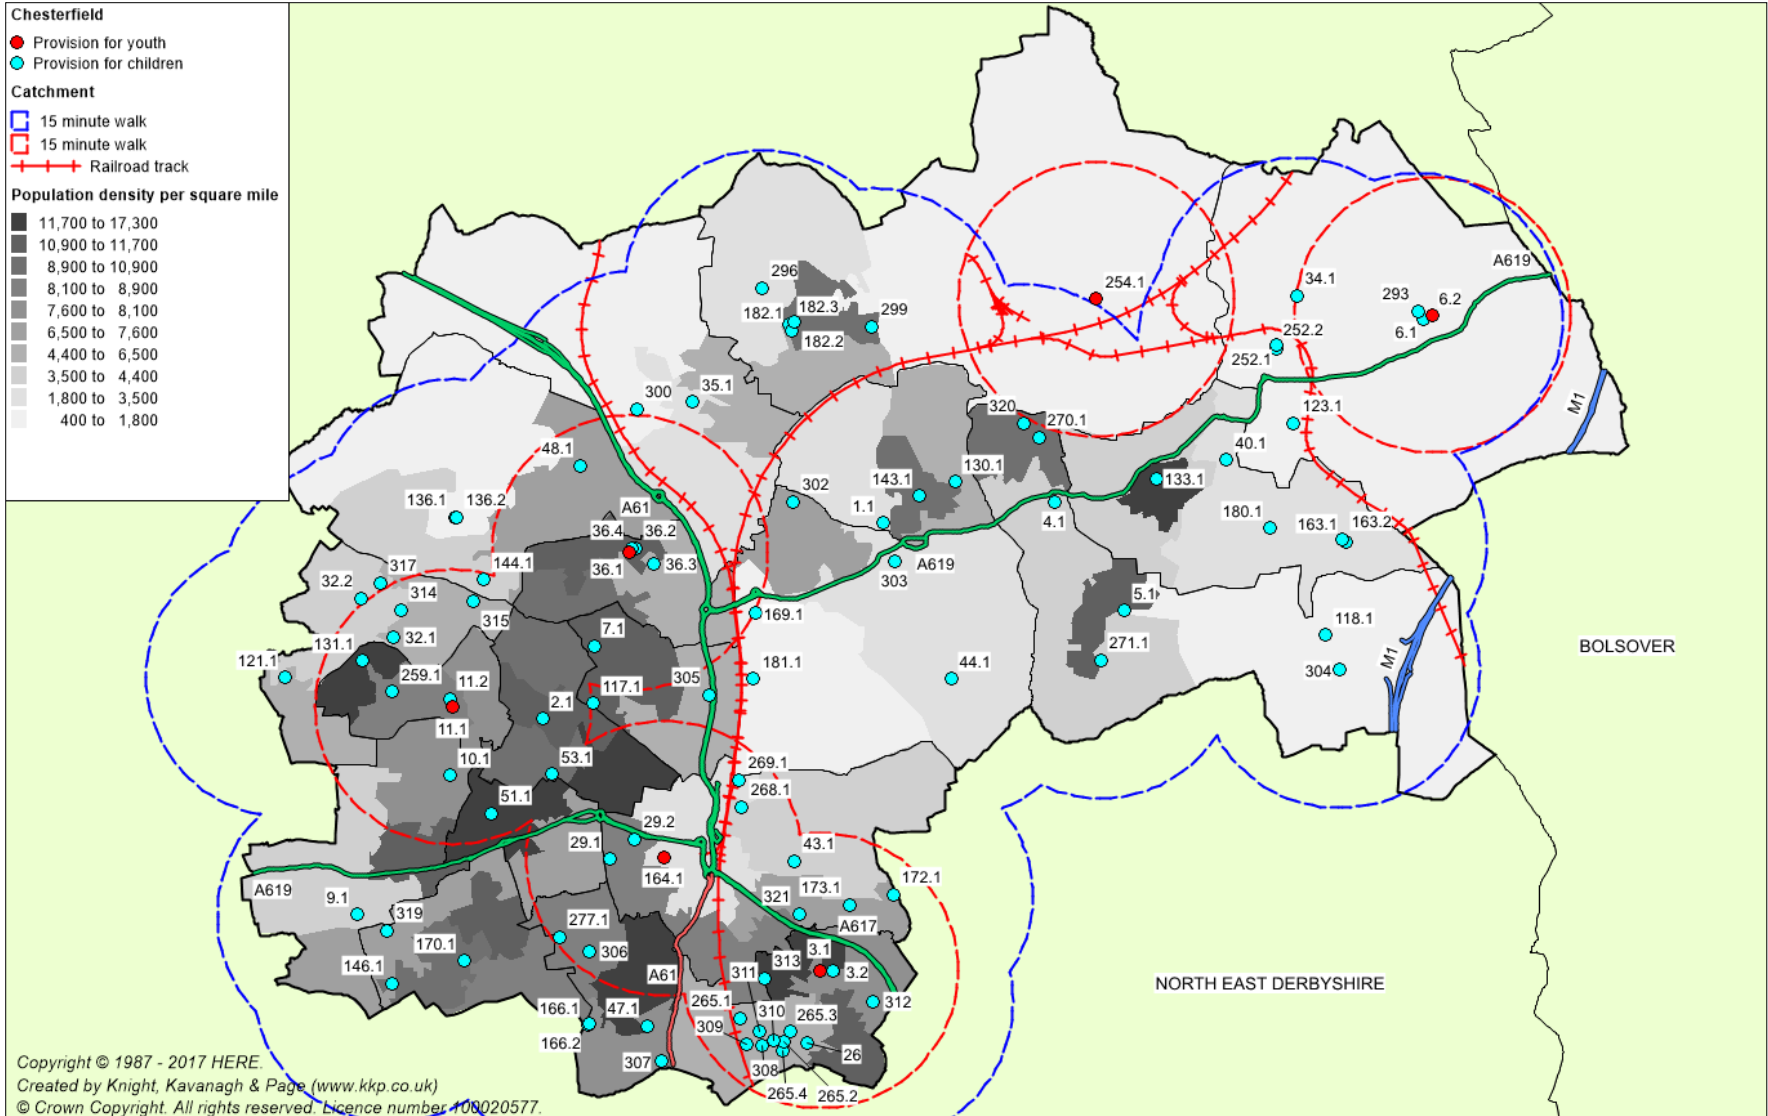 Chesterfield
Provision for youth
Provision for children
Catchment
15 minute walk
15 minute walk
Railroad track
Population density per square mile
11,700 to 17,300
10,900 to 11,700
8,900 to 10,900
8,100 to 8,900
7,600 to 8,100
6,500 to 7,600
4,400 to 6,500
3,500 to 4,400
1,800 to 3,500
400 to 1,800
A619
296
254.1
34.1
293
6.2
182.1
182.3
299
6.1
182.2
252.2
252.1
300
35.1
M1
320
270.1
123.1
48.1
40.1
143.1
130.1
133.1
136.1
136.2
302
1.1
A61
4.1
180.1
163.1
163.2
36.4
36.2
36.1
36.3
A619
303
317
144.1
32.2
314
315
5.1
169.1
32.1
7.1
118.1
131.1
271.1
BOLSOVER
121.1
259.1
11.2
117.1
305
181.1
44.1
304
M1
2.1
11.1
10.1
53.1
269.1
51.1
268.1
29.2
29.1
43.1
164.1
A619
9.1
321
173.1
172.1
319
277.1
A617
170.1
306
3.1
146.1
A61
311
313
3.2
NORTH EAST DERBYSHIRE
312
166.1
47.1
265.1
310
265.3
309
166.2
26
307
308
265.4
265.2
Copyright © 1987 - 2017 HERE.
Created by Knight, Kavanagh & Page (www.kkp.co.uk)
© Crown Copyright. All rights reserved. Licence number 100020577.